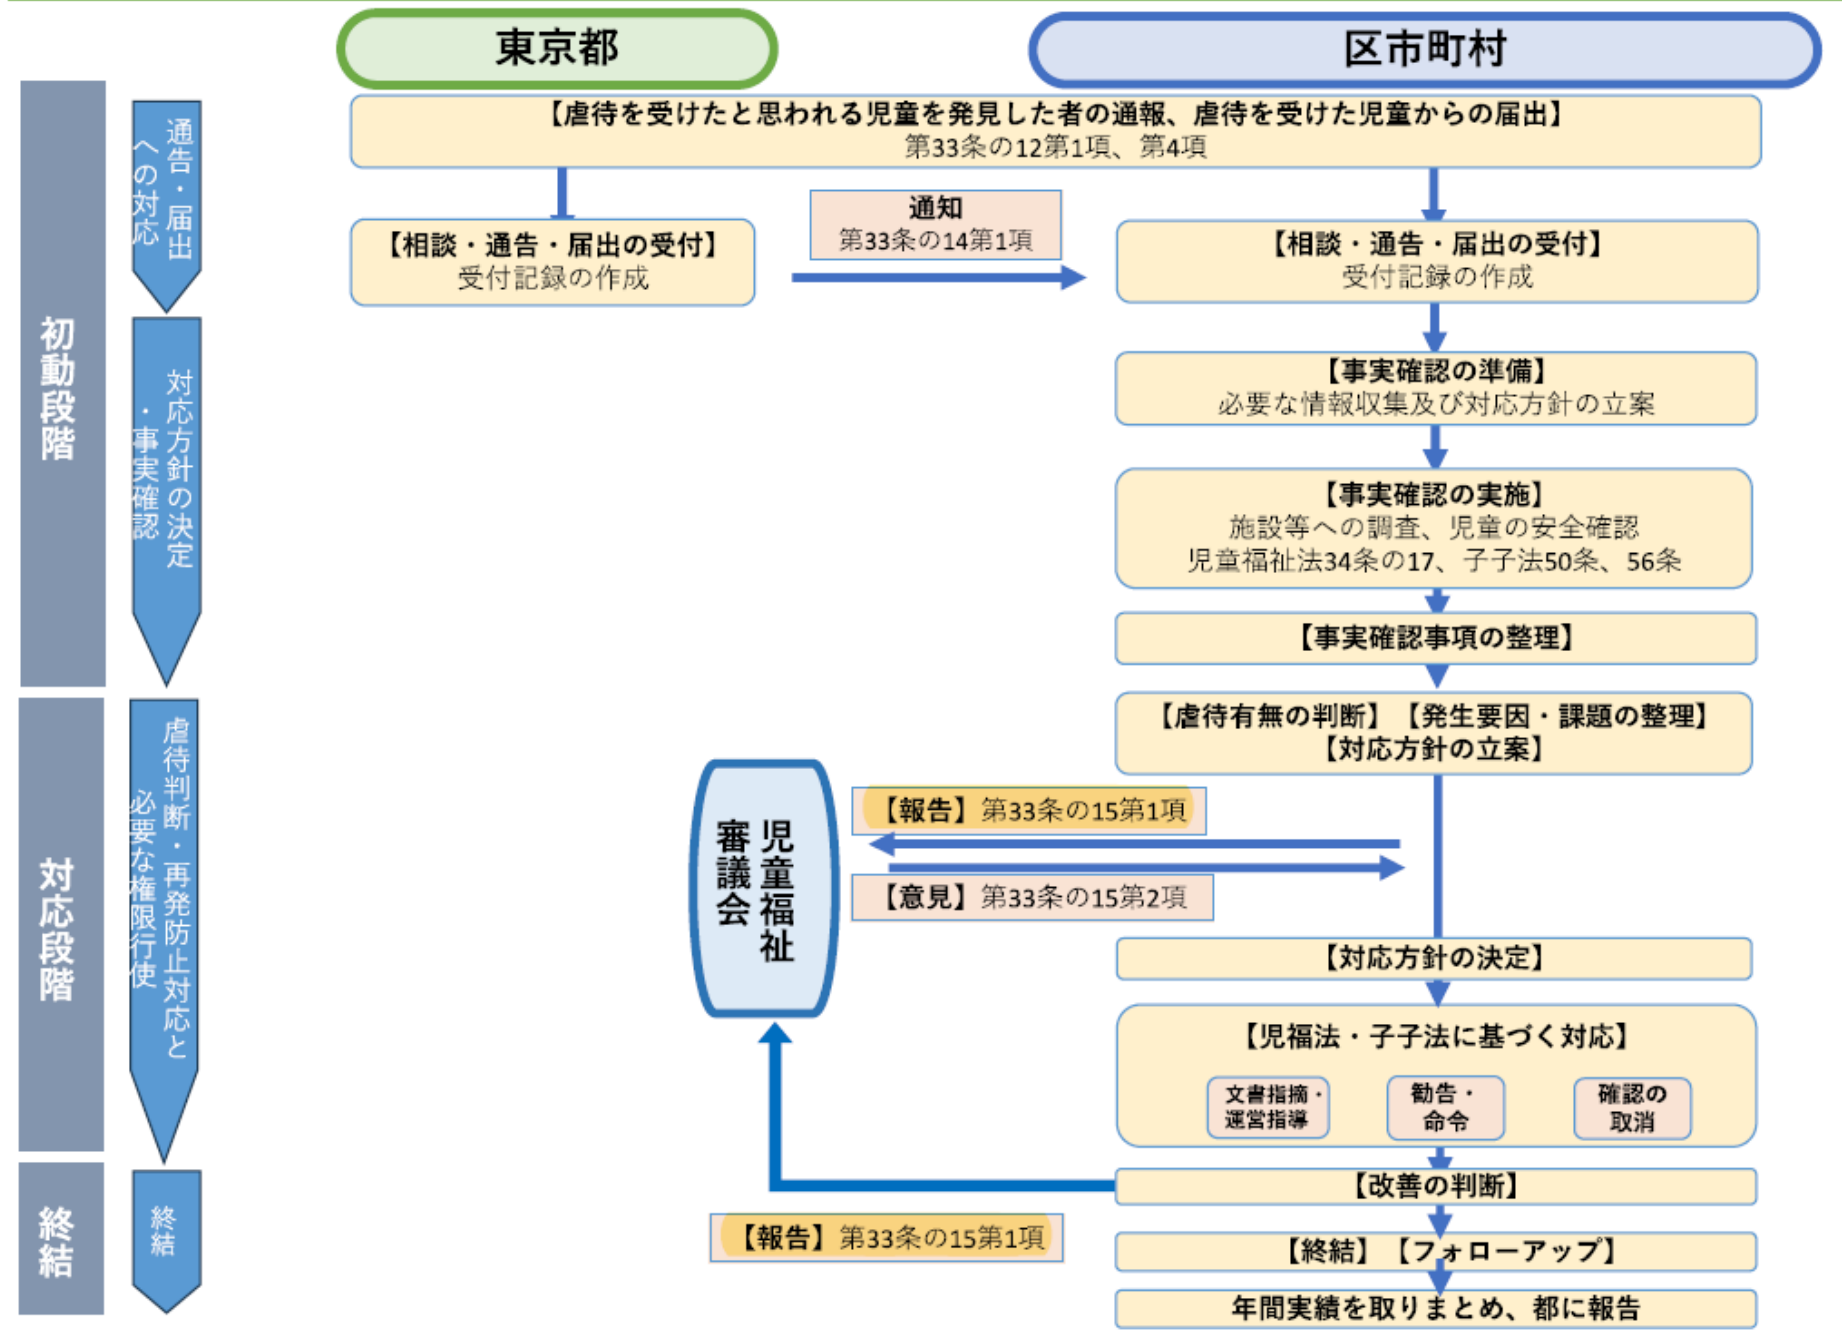 東京都
区市町村
初動段階
通告・届出
への対応
【虐待を受けたと思われる児童を発見した者の通報、虐待を受けた児童からの届出】
第33条の12第1項、第4項
【相談・通告・届出の受付】
受付記録の作成
通知
第33条の14第1項
【相談・通告・届出の受付】
受付記録の作成
対応方針の決定
・事実確認
【事実確認の準備】
必要な情報収集及び対応方針の立案
【事実確認の実施】
施設等への調査、児童の安全確認
児童福祉法34条の17、子子法50条、56条
【事実確認事項の整理】
対応段階
虐待判断・再発防止対応と
必要な権限行使
【虐待有無の判断】【発生要因・課題の整理】
【対応方針の立案】
児童福祉
審議会
【報告】第33条の15第1項
【意見】第33条の15第2項
【対応方針の決定】
【児福法・子子法に基づく対応】
文書指摘・
運営指導
勧告・
命令
確認の
取消
終結
終結
【改善の判断】
【報告】第33条の15第1項
【終結】【フォローアップ】
年間実績を取りまとめ、都に報告